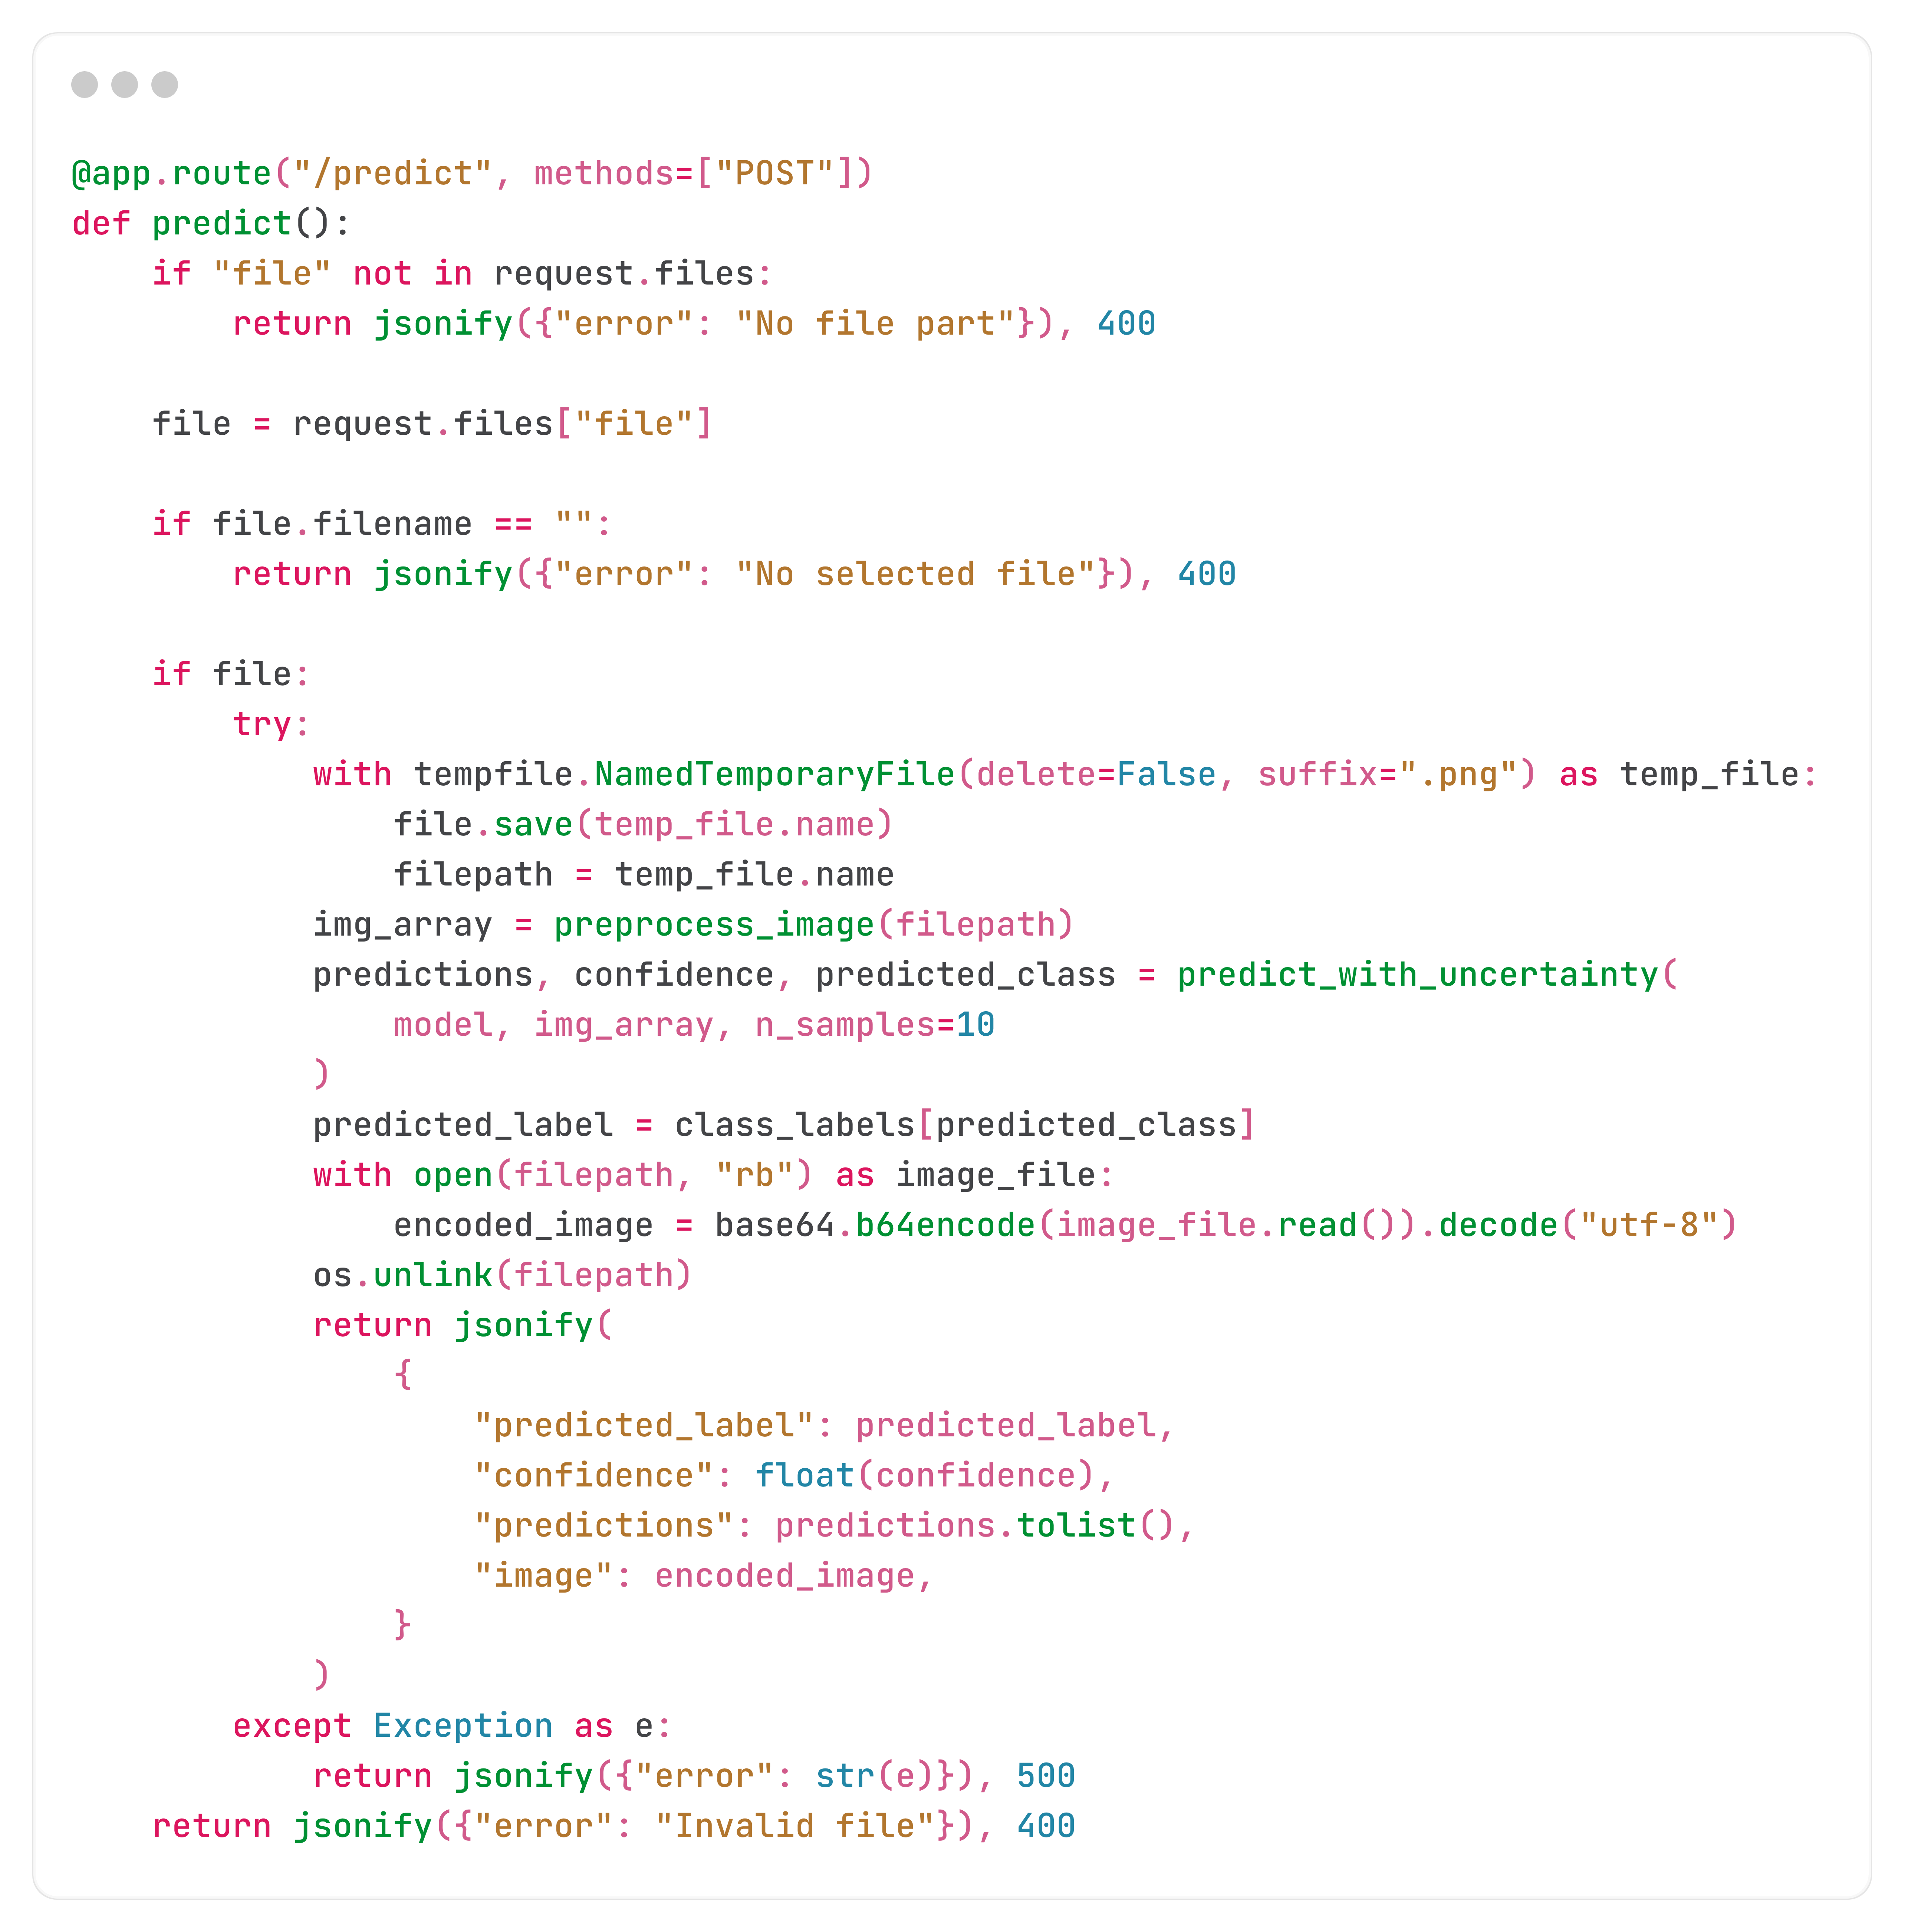 @app.route("/predict", methods=["POST"])
def predict():
    if "file" not in request.files:
        return jsonify({"error": "No file part"}), 400

    file = request.files["file"]

    if file.filename == "":
        return jsonify({"error": "No selected file"}), 400

    if file:
        try:
            with tempfile.NamedTemporaryFile(delete=False, suffix=".png") as temp_file:
                file.save(temp_file.name)
                filepath = temp_file.name
            img_array = preprocess_image(filepath)
            predictions, confidence, predicted_class = predict_with_uncertainty(
                model, img_array, n_samples=10
            )
            predicted_label = class_labels[predicted_class]
            with open(filepath, "rb") as image_file:
                encoded_image = base64.b64encode(image_file.read()).decode("utf-8")
            os.unlink(filepath)
            return jsonify(
                {
                    "predicted_label": predicted_label,
                    "confidence": float(confidence),
                    "predictions": predictions.tolist(),
                    "image": encoded_image,
                }
            )
        except Exception as e:
            return jsonify({"error": str(e)}), 500
    return jsonify({"error": "Invalid file"}), 400